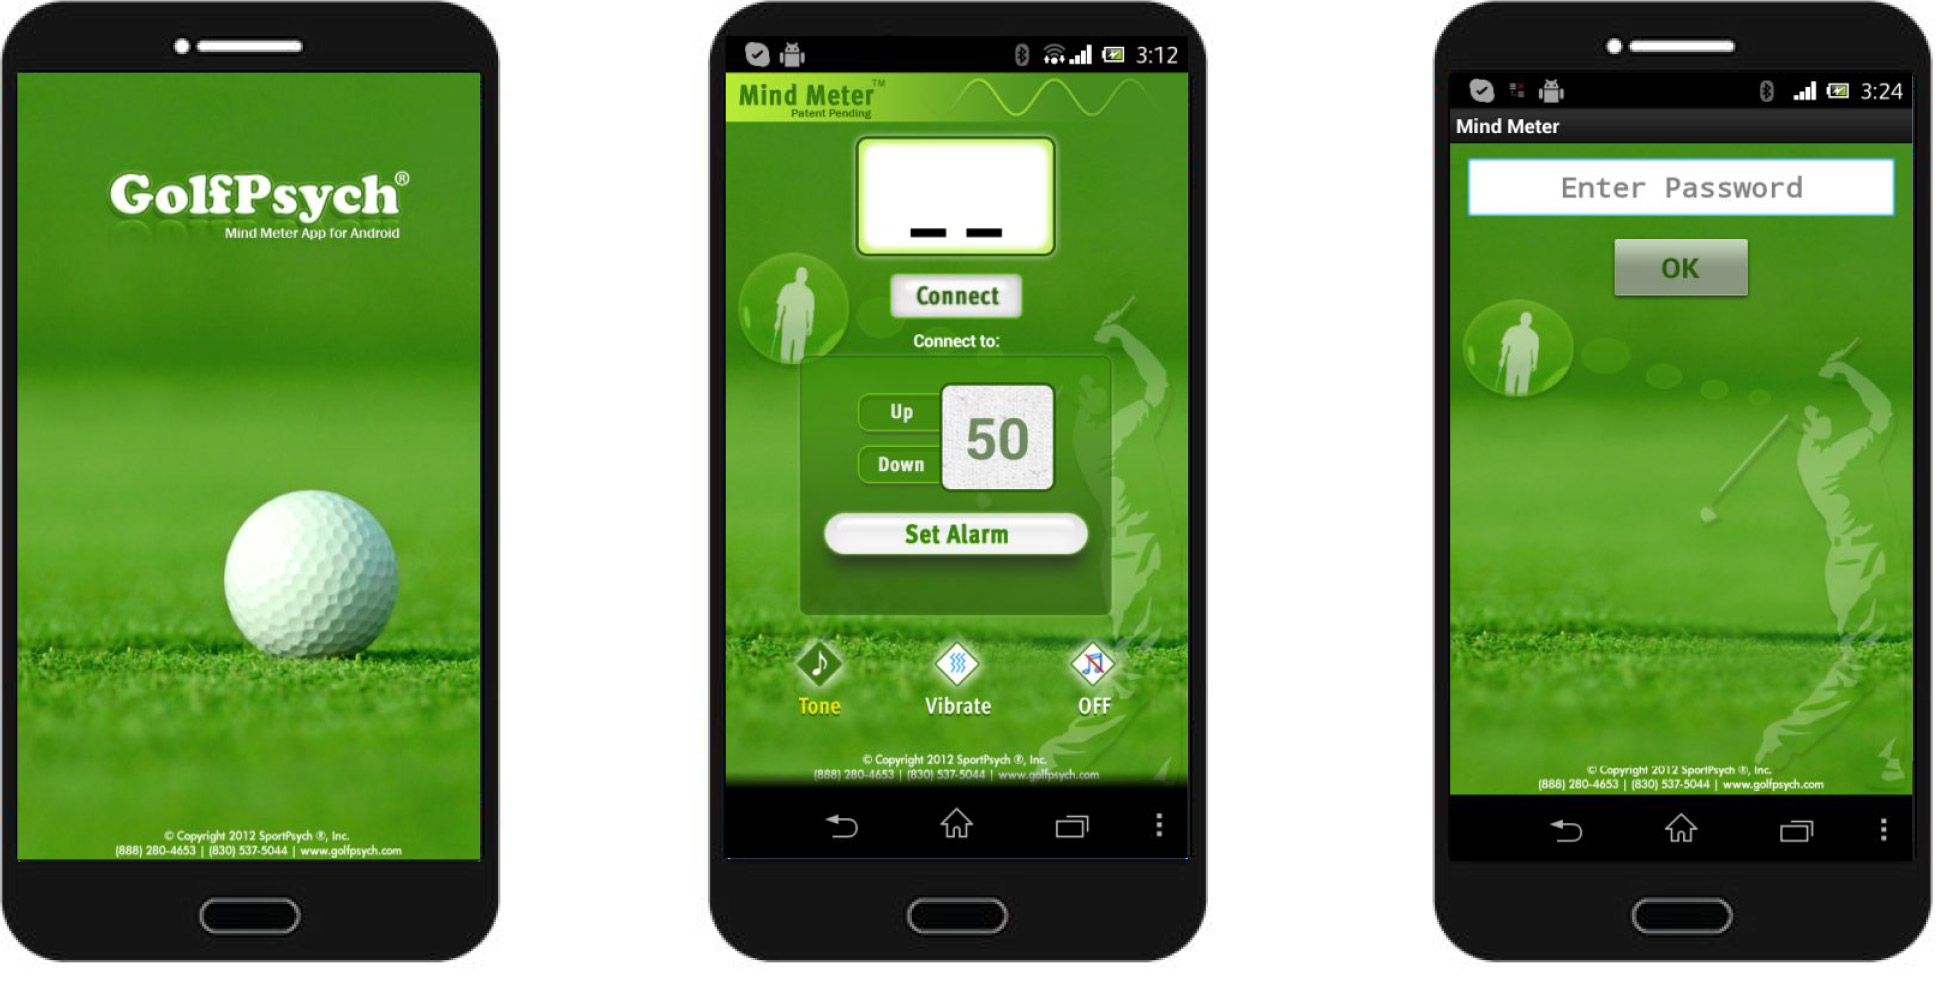 GolfPsych®
Mind Meter App for Android
© Copyright 2012 SportPsych ®, Inc.
(888) 280-4653 | (830) 537-5044 | www.golfpsych.com
3:12
Mind Meter™
Patent Pending
Connect
Connect to:
Up
50
Down
Set Alarm
Tone
Vibrate
OFF
© Copyright 2012 SportPsych ®, Inc.
(888) 280-4653 | (830) 537-5044 | www.golfpsych.com
3:24
Mind Meter
Enter Password
OK
© Copyright 2012 SportPsych ®, Inc.
(888) 280-4653 | (830) 537-5044 | www.golfpsych.com